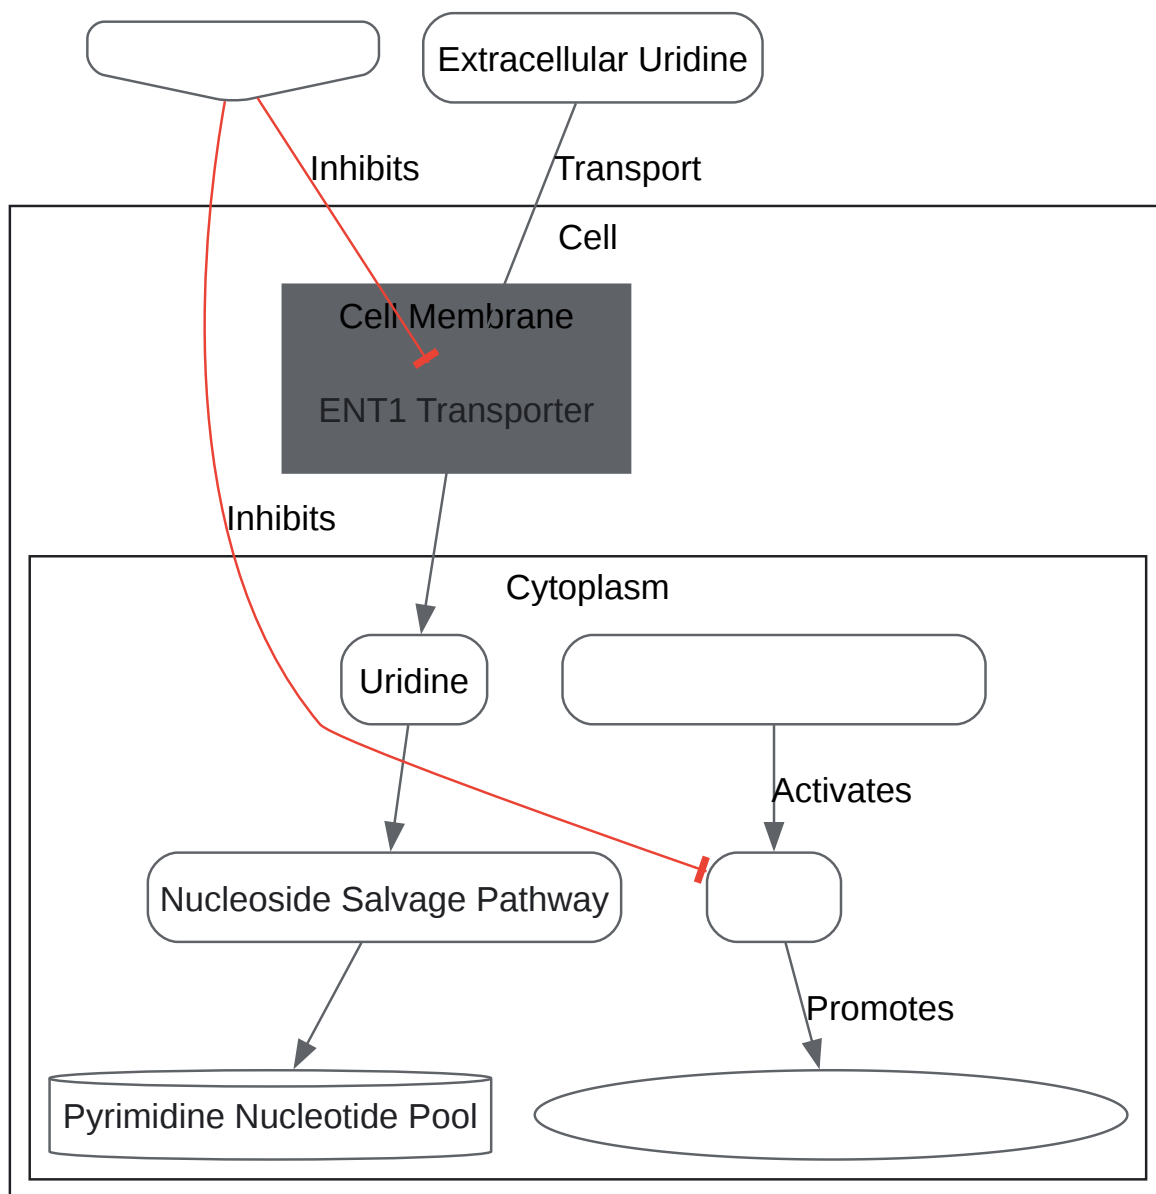 Extracellular Uridine
Inhibits
Transport
Cell
Cell Membrane
ENT1 Transporter
Inhibits
Cytoplasm
Uridine
Activates
Nucleoside Salvage Pathway
Promotes
Pyrimidine Nucleotide Pool